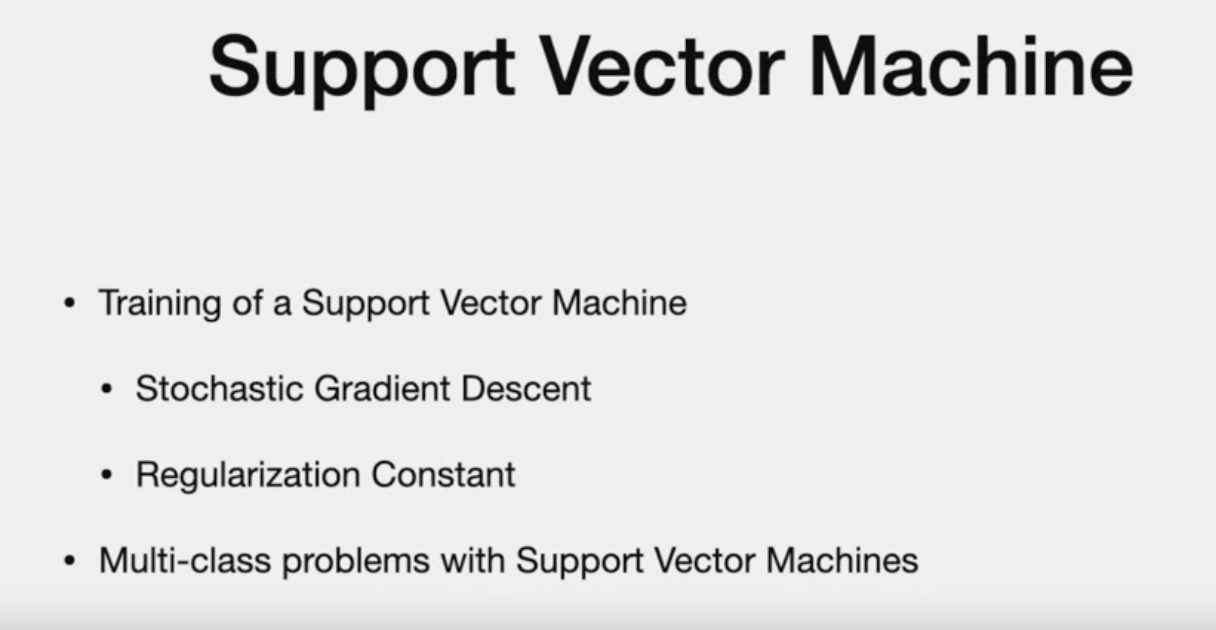 Support Vector Machine
• Training of a Support Vector Machine
• Stochastic Gradient Descent
• Regularization Constant
• Multi-class problems with Support Vector Machines